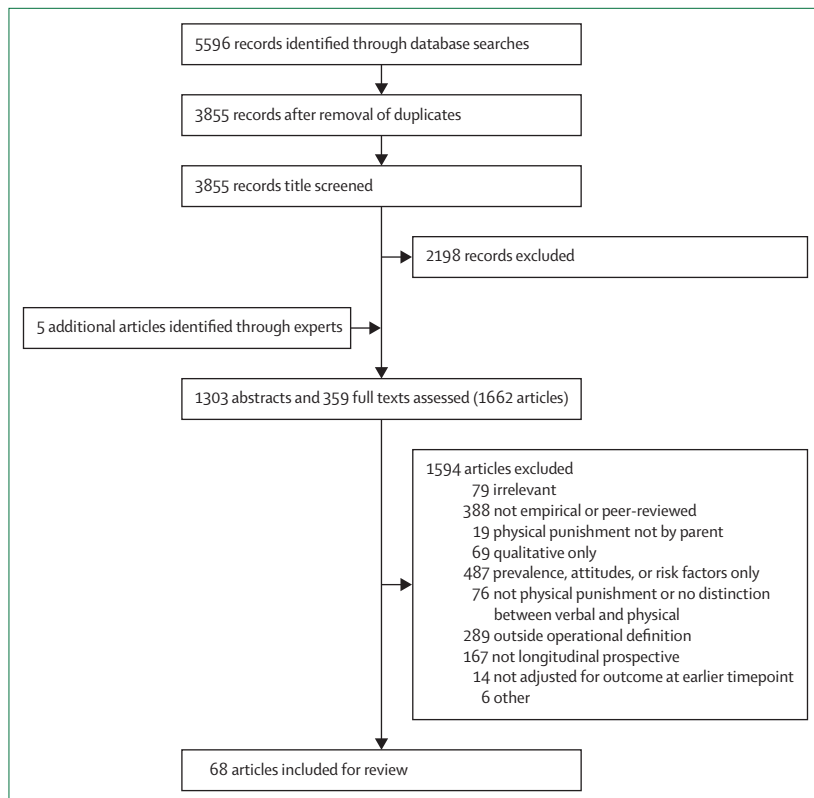 5596 records identified through database searches
3855 records after removal of duplicates
3855 records title screened
2198 records excluded
5 additional articles identified through experts
1303 abstracts and 359 full texts assessed (1662 articles)
1594 articles excluded
79 irrelevant
388 not empirical or peer-reviewed
19 physical punishment not by parent
69 qualitative only
487 prevalence, attitudes, or risk factors only
76 not physical punishment or no distinction
between verbal and physical
289 outside operational definition
167 not longitudinal prospective
14 not adjusted for outcome at earlier timepoint
6 other
68 articles included for review